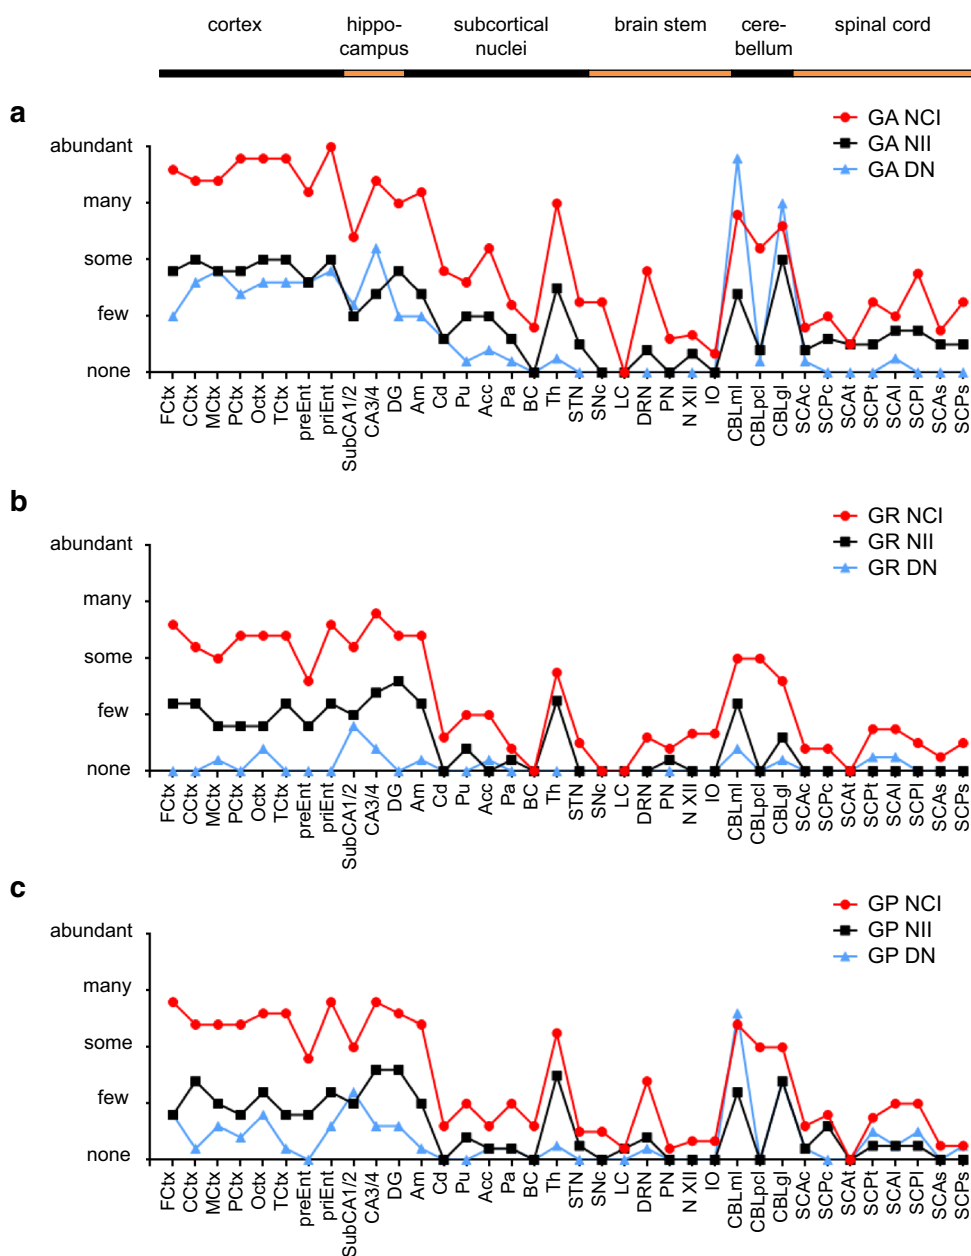 cortex
hippo-
campus
subcortical
nuclei
brain stem
cere-
bellum
spinal cord
a
abundant
many
some
few
none
GA NCI
GA NII
GA DN
FCtx
CCtx
MCtx
PCtx
Octx
TCtx
preEnt
priEnt
SubCA1/2
CA3/4
DG
Am
Cd
Pu
Acc
Pa
BC
Th
STN
SNc
LC
DRN
PN
N XII
IO
CBLml
CBLpcl
CBLgl
SCAc
SCPc
SCAt
SCPt
SCAl
SCPl
SCAs
SCPs
b
abundant
many
some
few
none
GR NCI
GR NII
GR DN
FCtx
CCtx
MCtx
PCtx
Octx
TCtx
preEnt
priEnt
SubCA1/2
CA3/4
DG
Am
Cd
Pu
Acc
Pa
BC
Th
STN
SNc
LC
DRN
PN
N XII
IO
CBLml
CBLpcl
CBLgl
SCAc
SCPc
SCAt
SCPt
SCAl
SCPl
SCAs
SCPs
c
abundant
many
some
few
none
GP NCI
GP NII
GP DN
FCtx
CCtx
MCtx
PCtx
Octx
TCtx
preEnt
priEnt
SubCA1/2
CA3/4
DG
Am
Cd
Pu
Acc
Pa
BC
Th
STN
SNc
LC
DRN
PN
N XII
IO
CBLml
CBLpcl
CBLgl
SCAc
SCPc
SCAt
SCPt
SCAl
SCPl
SCAs
SCPs